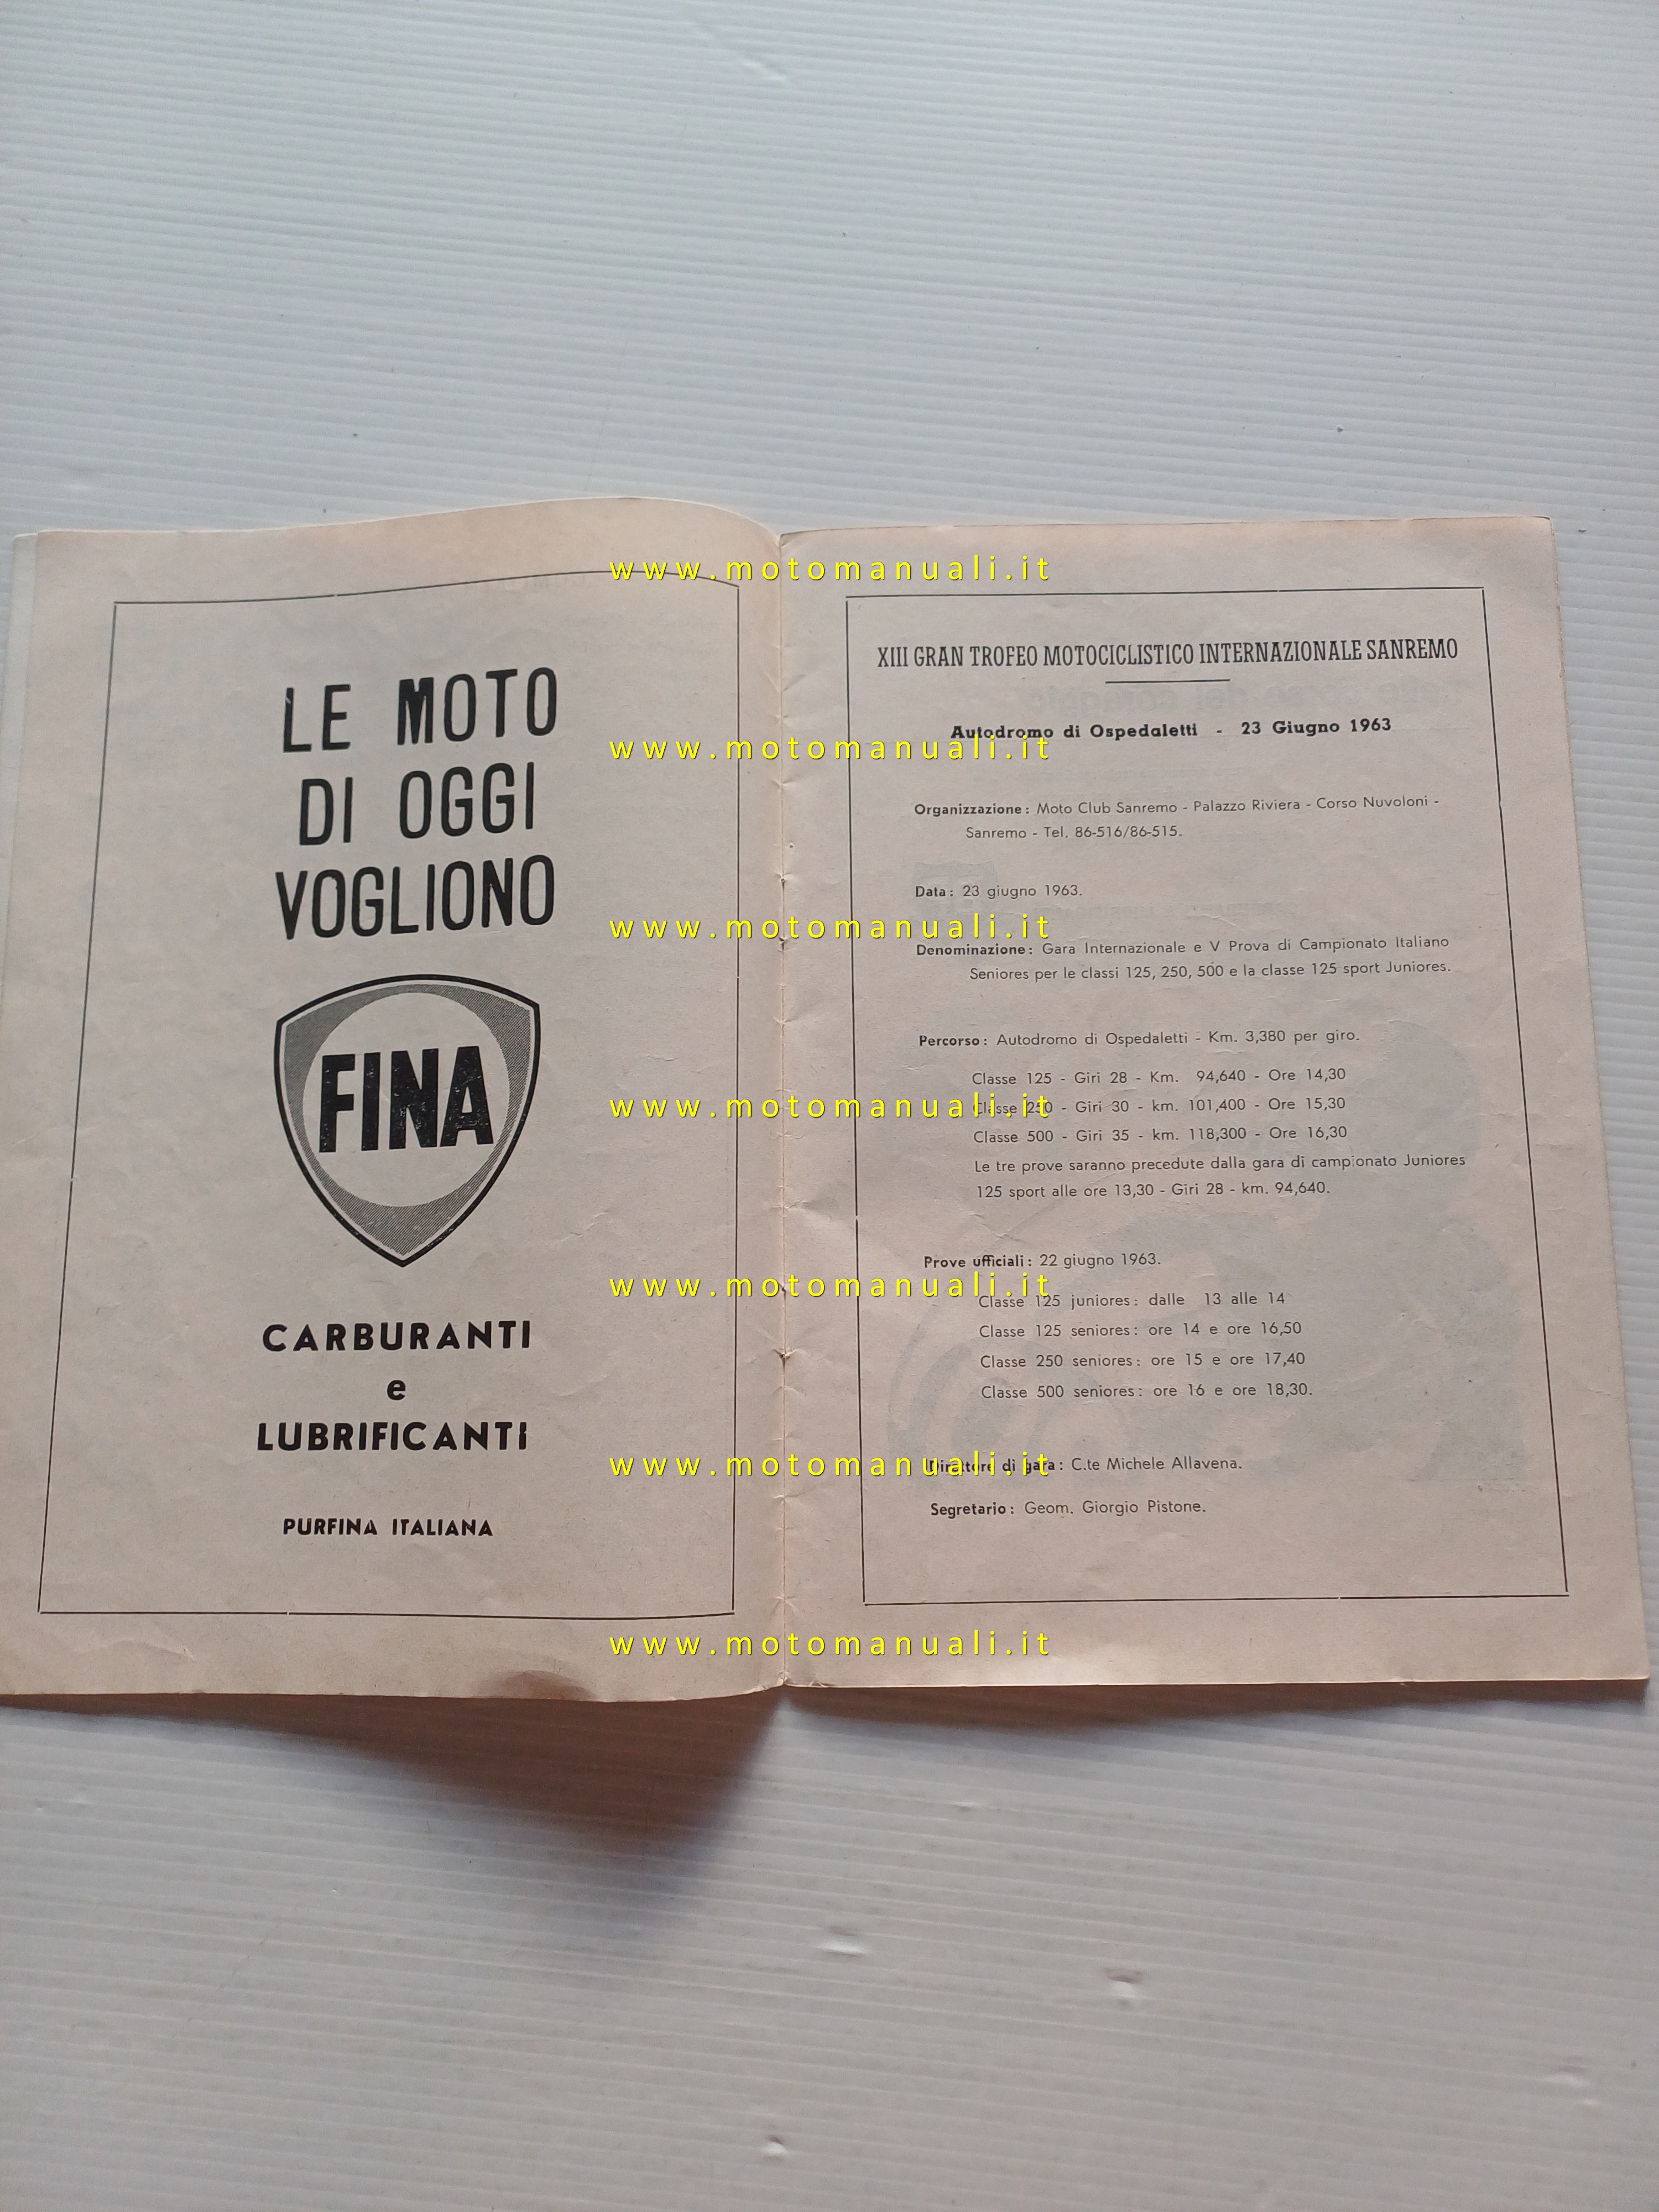 LE MOTO
DI OGGI
VOGLIONO
FINA
CARBURANTI
e
LUBRIFICANTI
PURFINA ITALIANA
XIII GRAN TROFEO MOTOCICLISTICO INTERNAZIONALE SANREMO
Autodromo di Ospedaletti - 23 Giugno 1963
Organizzazione: Moto Club Sanremo - Palazzo Riviera - Corso Nuvoloni -
Sanremo - Tel. 86-516/86-515.
Data: 23 giugno 1963.
Denominazione: Gara Internazionale e V Prova di Campionato Italiano
Seniores per le classi 125, 250, 500 e la classe 125 sport Juniores.
Percorso: Autodromo di Ospedaletti - Km. 3,380 per giro.
Classe 125 - Giri 28 - Km. 94,640 - Ore 14,30
Classe 250 - Giri 30 - km. 101,400 - Ore 15,30
Classe 500 - Giri 35 - km. 118,300 - Ore 16,30
Le tre prove saranno precedute dalla gara di campionato Juniores
125 sport alle ore 13,30 - Giri 28 - km. 94,640.
Prove ufficiali: 22 giugno 1963.
Classe 125 juniores: dalle 13 alle 14
Classe 125 seniores: ore 14 e ore 16,50
Classe 250 seniores: ore 15 e ore 17,40
Classe 500 seniores: ore 16 e ore 18,30.
Direttore di gara: C.te Michele Allavena.
Segretario: Geom. Giorgio Pistone.
www.motomanuali.it
www.motomanuali.it
www.motomanuali.it
www.motomanuali.it
www.motomanuali.it
www.motomanuali.it
www.motomanuali.it